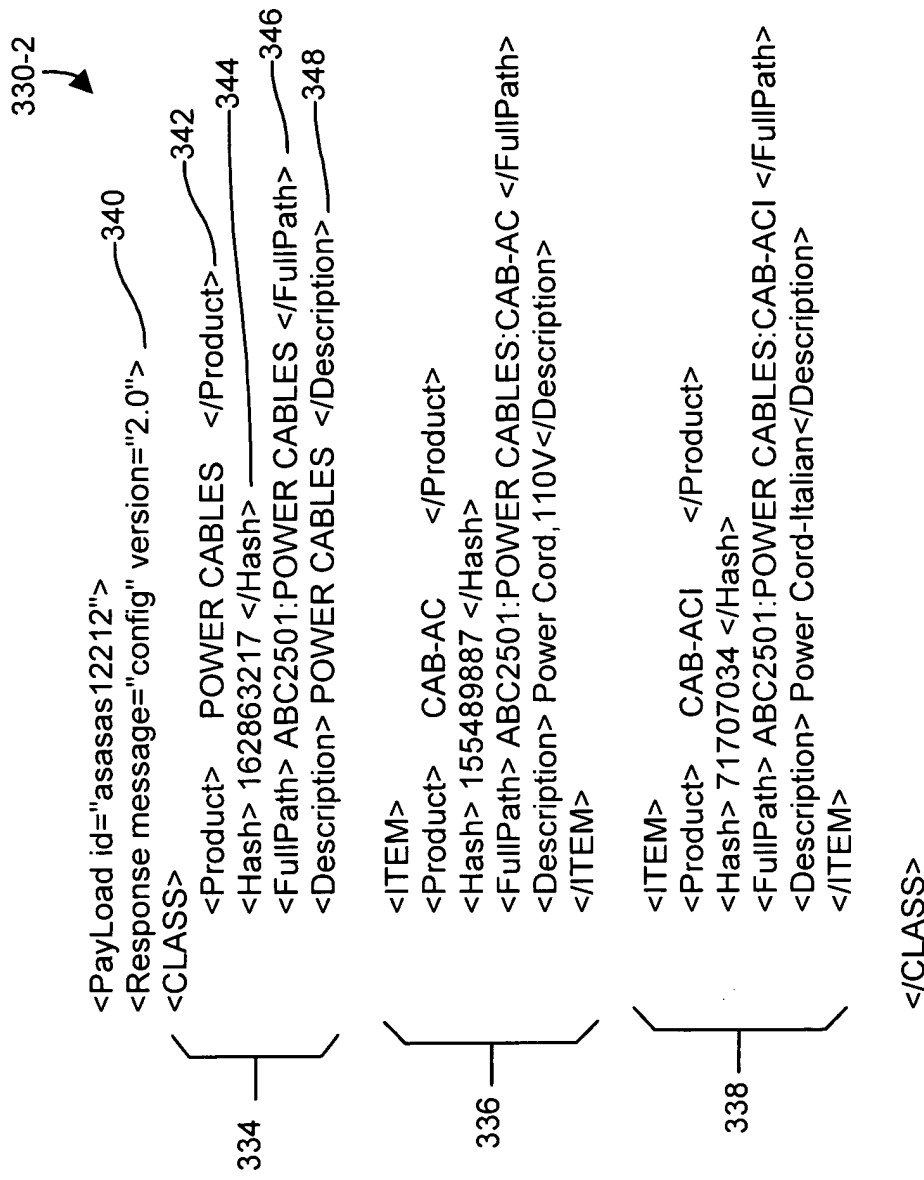 330-2
<PayLoad id="asasas12212">
<Response message="config" version="2.0"> 340
<CLASS>
<Product> POWER CABLES </Product> 342
<Hash> 162863217 </Hash> 344
<FullPath> ABC2501:POWER CABLES </FullPath> 346
<Description> POWER CABLES </Description> 348
334
<ITEM>
<Product> CAB-AC </Product>
<Hash> 155489887 </Hash>
<FullPath> ABC2501:POWER CABLES:CAB-AC </FullPath>
<Description> Power Cord,110V</Description>
</ITEM>
336
<ITEM>
<Product> CAB-ACI </Product>
<Hash> 71707034 </Hash>
<FullPath> ABC2501:POWER CABLES:CAB-ACI </FullPath>
<Description> Power Cord-Italian</Description>
</ITEM>
338
</CLASS>